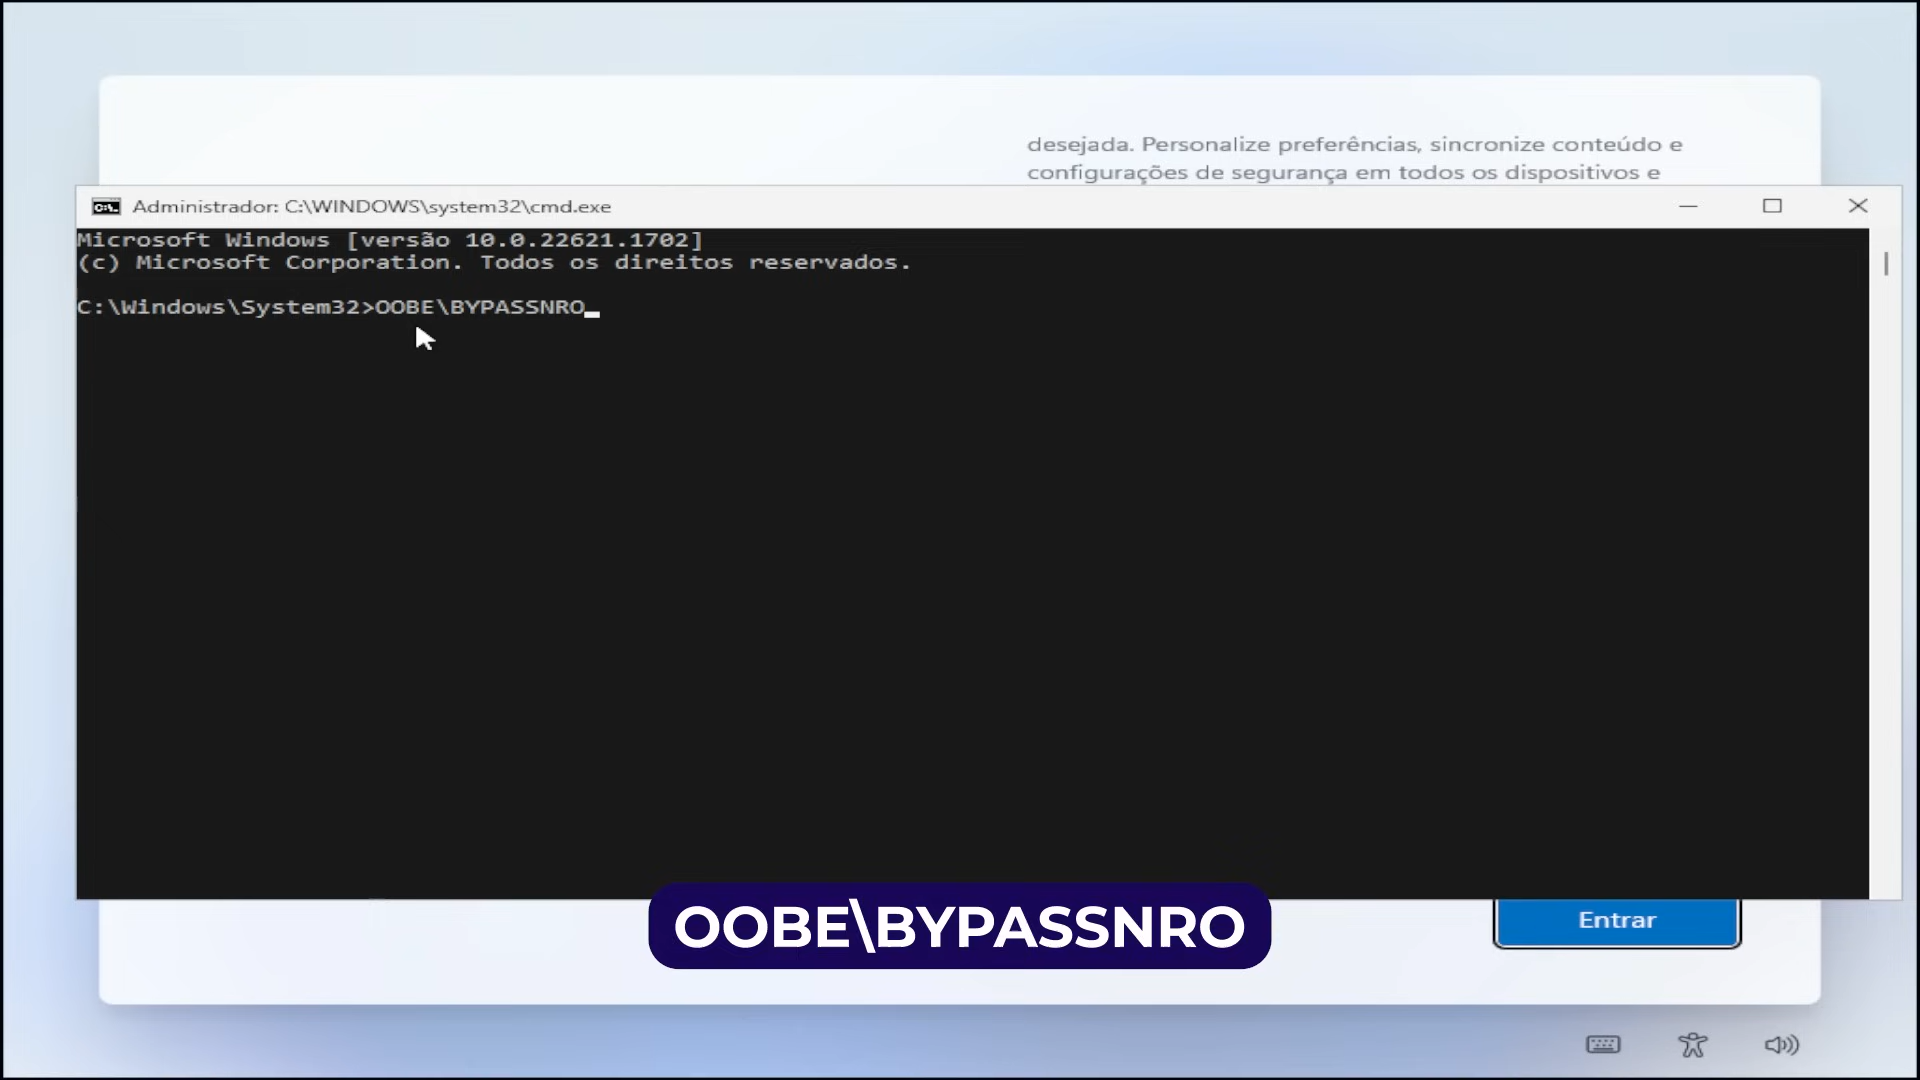 desejada. Personalize preferências, sincronize conteúdo e
configurações de segurança em todos os dispositivos e
Administrador: C:\WINDOWS\system32\cmd.exe
Microsoft Windows [versão 10.0.22621.1702]
(c) Microsoft Corporation. Todos os direitos reservados.
C:\Windows\System32>OOBE\BYPASSNRO
Entrar
OOBE\BYPASSNRO